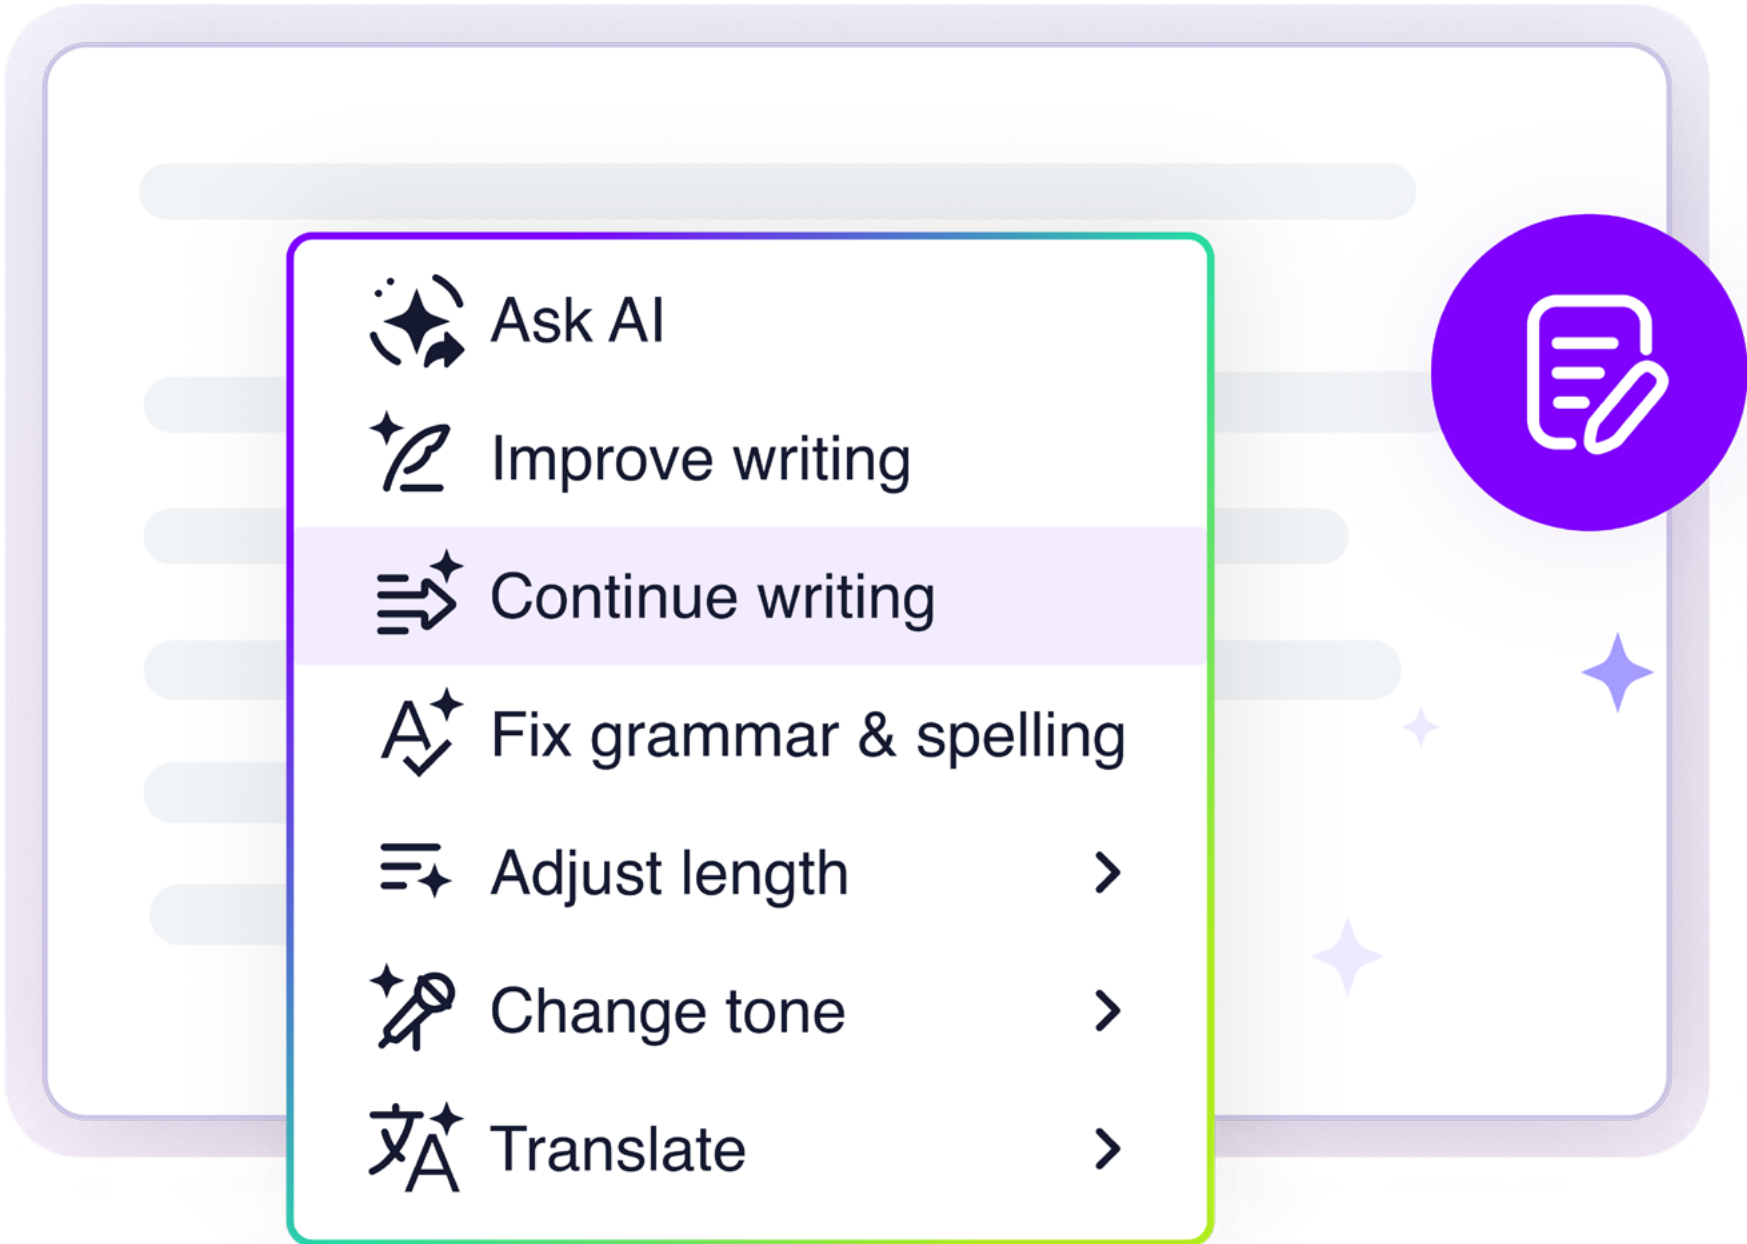 Ask AI
Improve writing
Continue writing
Fix grammar & spelling
Adjust length
Change tone
Translate